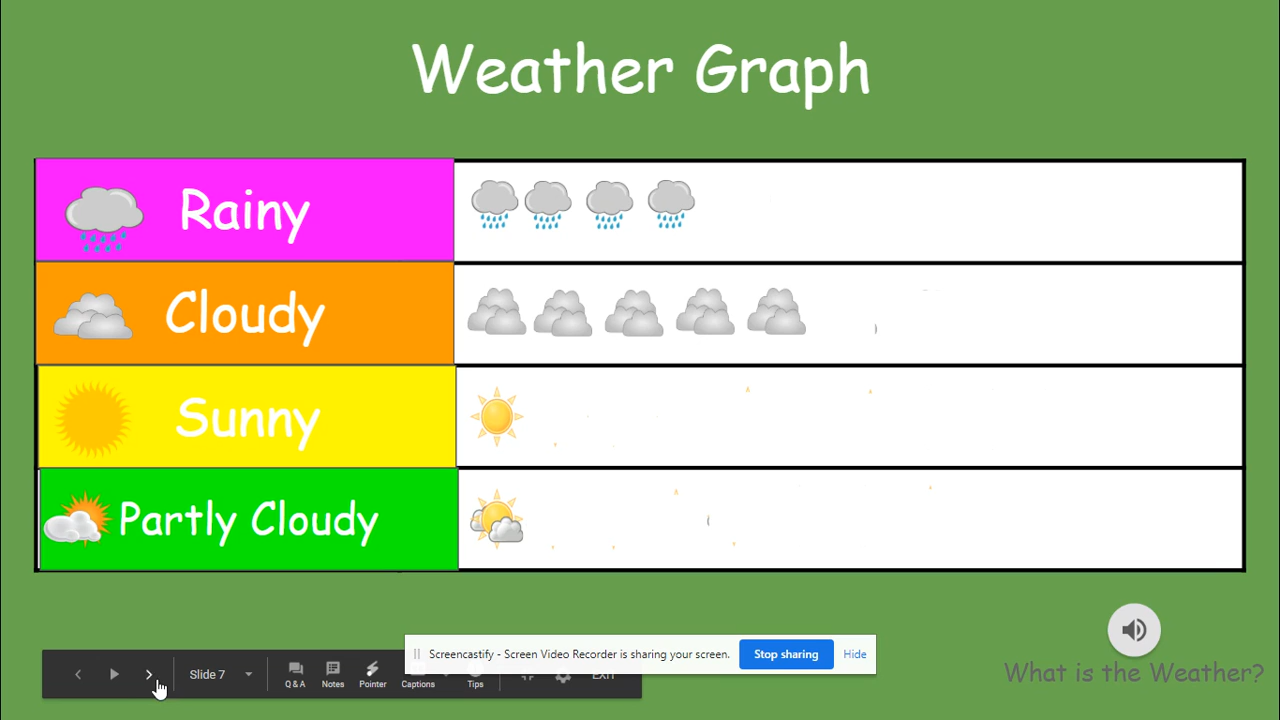 Weather Graph
Rainy
Cloudy
Sunny
Partly Cloudy
Screencastify - Screen Video Recorder is sharing your screen.
Stop sharing
Hide
Slide 7
Q & A
Notes
Pointer
Captions
Tips
EXIT
What is the Weather?